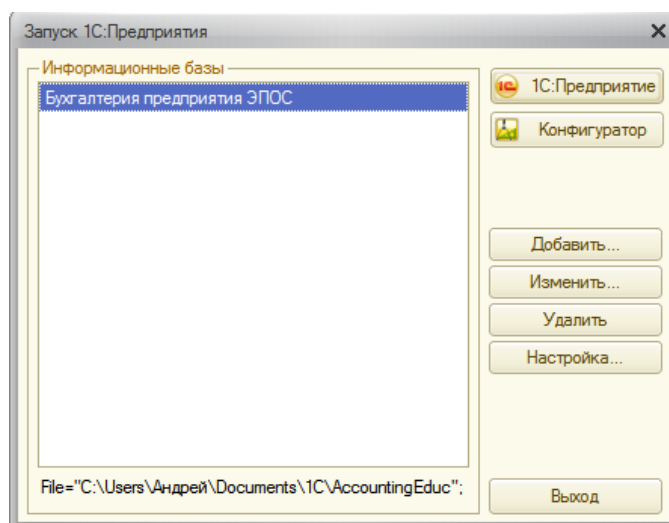 Запуск 1С:Предприятия
Информационные базы
Бухгалтерия предприятия ЭПОС
1С:Предприятие
Конфигуратор
Добавить...
Изменить...
Удалить
Настройка...
File="C:\Users\Андрей\Documents\1C\AccountingEduc";
Выход